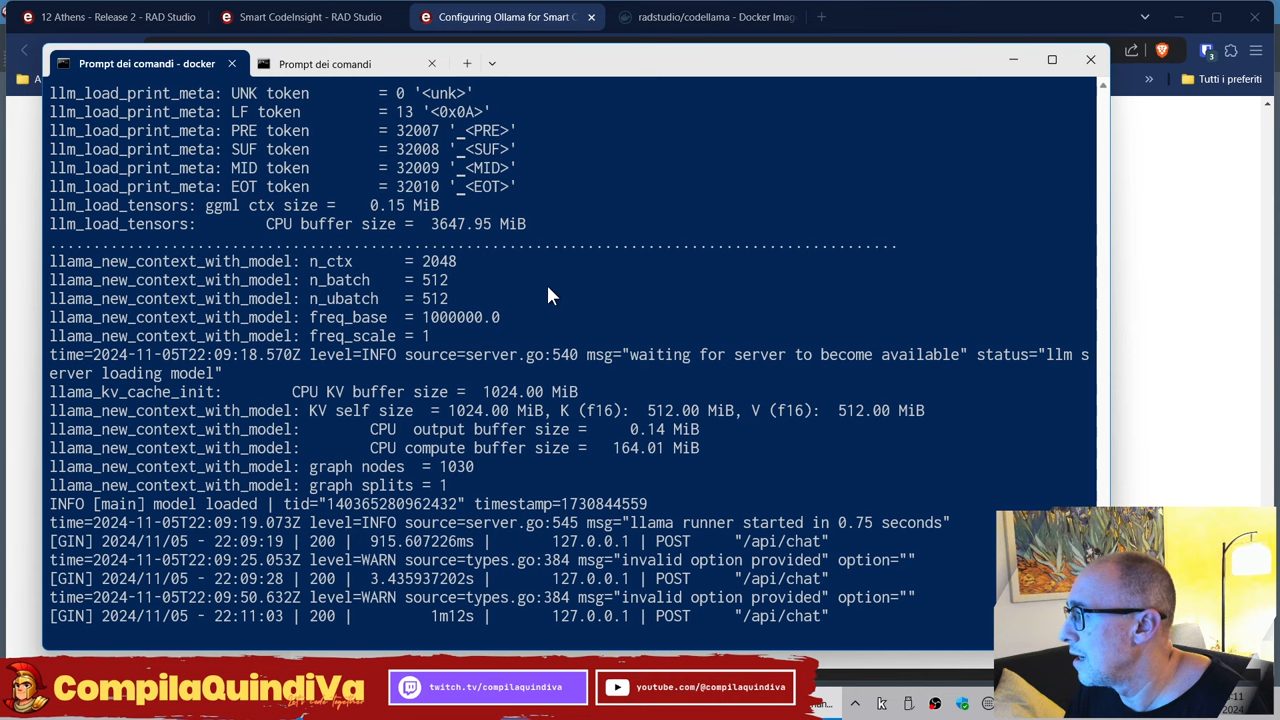 12 Athens - Release 2 - RAD Studio
Smart CodeInsight - RAD Studio
Configuring Ollama for Smart C
radstudio/codellama - Docker Imag
Prompt dei comandi - docker
Prompt dei comandi
3
Tutti i preferiti
llm_load_print_meta: UNK token = 0 '<unk>'
llm_load_print_meta: LF token = 13 '<0x0A>'
llm_load_print_meta: PRE token = 32007 '▁<PRE>'
llm_load_print_meta: SUF token = 32008 '▁<SUF>'
llm_load_print_meta: MID token = 32009 '▁<MID>'
llm_load_print_meta: EOT token = 32010 '▁<EOT>'
llm_load_tensors: ggml ctx size = 0.15 MiB
llm_load_tensors: CPU buffer size = 3647.95 MiB
..................................................................................................
llama_new_context_with_model: n_ctx = 2048
llama_new_context_with_model: n_batch = 512
llama_new_context_with_model: n_ubatch = 512
llama_new_context_with_model: freq_base = 1000000.0
llama_new_context_with_model: freq_scale = 1
time=2024-11-05T22:09:18.570Z level=INFO source=server.go:540 msg="waiting for server to become available" status="llm s
erver loading model"
llama_kv_cache_init: CPU KV buffer size = 1024.00 MiB
llama_new_context_with_model: KV self size = 1024.00 MiB, K (f16): 512.00 MiB, V (f16): 512.00 MiB
llama_new_context_with_model: CPU output buffer size = 0.14 MiB
llama_new_context_with_model: CPU compute buffer size = 164.01 MiB
llama_new_context_with_model: graph nodes = 1030
llama_new_context_with_model: graph splits = 1
INFO [main] model loaded | tid="140365280962432" timestamp=1730844559
time=2024-11-05T22:09:19.073Z level=INFO source=server.go:545 msg="llama runner started in 0.75 seconds"
[GIN] 2024/11/05 - 22:09:19 | 200 | 915.607226ms | 127.0.0.1 | POST "/api/chat"
time=2024-11-05T22:09:25.053Z level=WARN source=types.go:384 msg="invalid option provided" option=""
[GIN] 2024/11/05 - 22:09:28 | 200 | 3.435937202s | 127.0.0.1 | POST "/api/chat"
time=2024-11-05T22:09:50.632Z level=WARN source=types.go:384 msg="invalid option provided" option=""
[GIN] 2024/11/05 - 22:11:03 | 200 | 1m12s | 127.0.0.1 | POST "/api/chat"
CompilaQuindiVa
Let's code Together
twitch.tv/compilaquindiva
youtube.com/@compilaquindiva